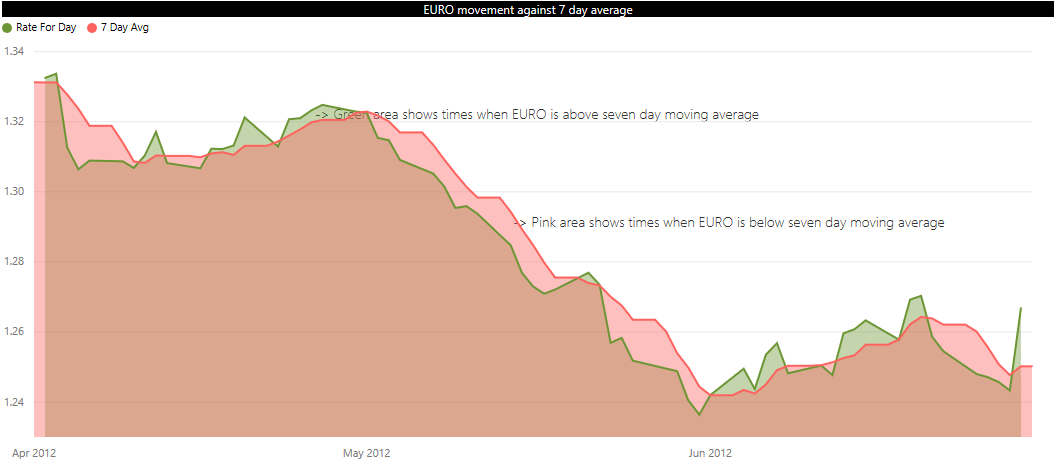 EURO movement against 7 day average
Rate For Day 7 Day Avg
1.34
1.32
-> Green area shows times when EURO is above seven day moving average
1.30
-> Pink area shows times when EURO is below seven day moving average
1.28
1.26
1.24
Apr 2012 May 2012 Jun 2012